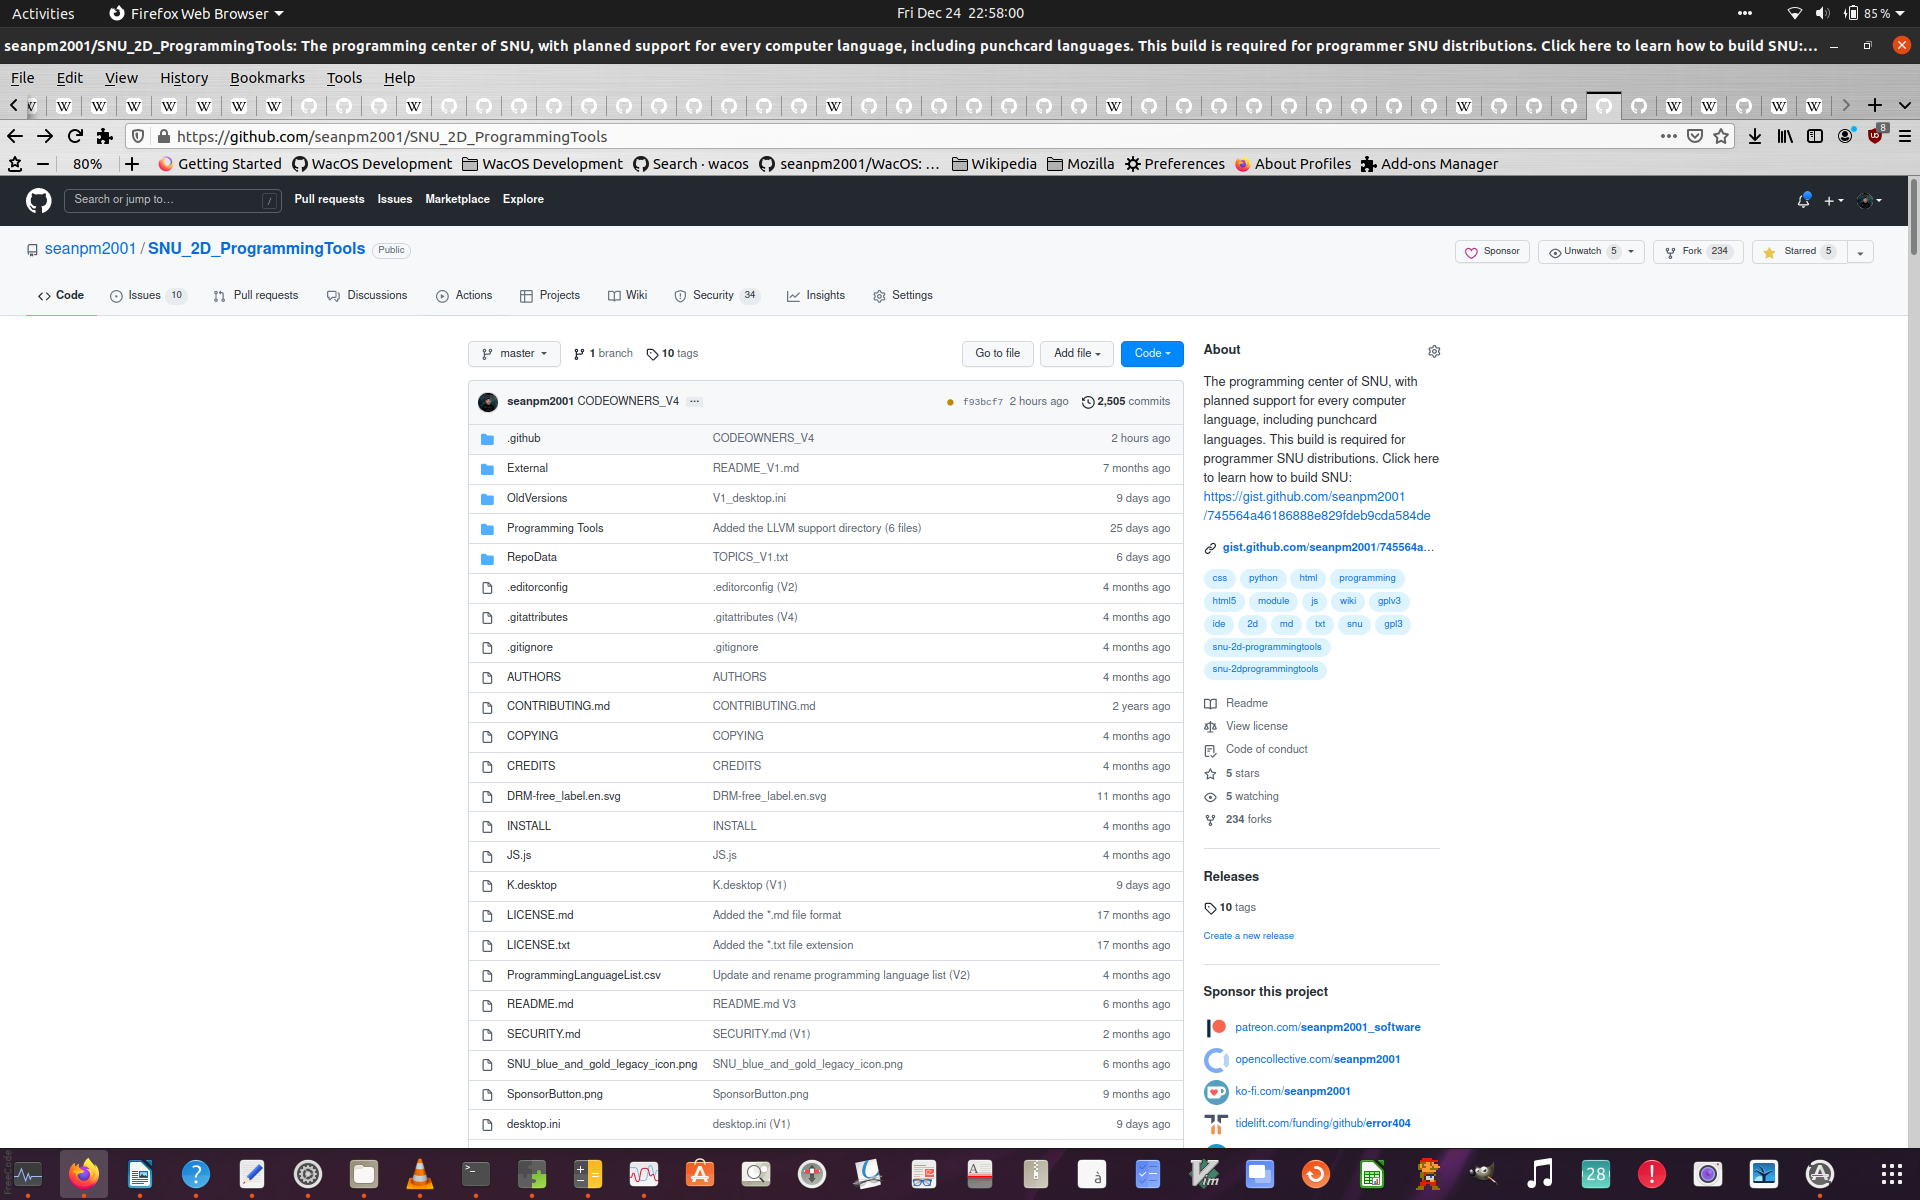 Activities
Firefox Web Browser
Fri Dec 24 22:58:00
85 %
seanpm2001/SNU_2D_ProgrammingTools: The programming center of SNU, with planned support for every computer language, including punchcard languages. This build is required for programmer SNU distributions. Click here to learn how to build SNU:...
File Edit View History Bookmarks Tools Help
https://github.com/seanpm2001/SNU_2D_ProgrammingTools
8
80%
Getting Started
WacOS Development
WacOS Development
Search · wacos
seanpm2001/WacOS: ...
Wikipedia
Mozilla
Preferences
About Profiles
Add-ons Manager
Search or jump to...
/
Pull requests
Issues
Marketplace
Explore
seanpm2001 / SNU_2D_ProgrammingTools
Public
Sponsor
Unwatch 5
Fork 234
Starred 5
Code
Issues 10
Pull requests
Discussions
Actions
Projects
Wiki
Security 34
Insights
Settings
master
1 branch
10 tags
Go to file
Add file
Code
seanpm2001 CODEOWNERS_V4 ...
f93bcf7 2 hours ago
2,505 commits
.github CODEOWNERS_V4 2 hours ago
External README_V1.md 7 months ago
OldVersions V1_desktop.ini 9 days ago
Programming Tools Added the LLVM support directory (6 files) 25 days ago
RepoData TOPICS_V1.txt 6 days ago
.editorconfig .editorconfig (V2) 4 months ago
.gitattributes .gitattributes (V4) 4 months ago
.gitignore .gitignore 4 months ago
AUTHORS AUTHORS 4 months ago
CONTRIBUTING.md CONTRIBUTING.md 2 years ago
COPYING COPYING 4 months ago
CREDITS CREDITS 4 months ago
DRM-free_label.en.svg DRM-free_label.en.svg 11 months ago
INSTALL INSTALL 4 months ago
JS.js JS.js 4 months ago
K.desktop K.desktop (V1) 9 days ago
LICENSE.md Added the *.md file format 17 months ago
LICENSE.txt Added the *.txt file extension 17 months ago
ProgrammingLanguageList.csv Update and rename programming language list (V2) 4 months ago
README.md README.md V3 6 months ago
SECURITY.md SECURITY.md (V1) 2 months ago
SNU_blue_and_gold_legacy_icon.png SNU_blue_and_gold_legacy_icon.png 6 months ago
SponsorButton.png SponsorButton.png 9 months ago
desktop.ini desktop.ini (V1) 9 days ago
About
The programming center of SNU, with
planned support for every computer
language, including punchcard
languages. This build is required for
programmer SNU distributions. Click here
to learn how to build SNU:
https://gist.github.com/seanpm2001
/745564a46186888e829fdeb9cda584de
gist.github.com/seanpm2001/745564a...
css python html programming
html5 module js wiki gplv3
ide 2d md txt snu gpl3
snu-2d-programmingtools
snu-2dprogrammingtools
Readme
View license
Code of conduct
5 stars
5 watching
234 forks
Releases
10 tags
Create a new release
Sponsor this project
patreon.com/seanpm2001_software
opencollective.com/seanpm2001
ko-fi.com/seanpm2001
tidelift.com/funding/github/error404
28